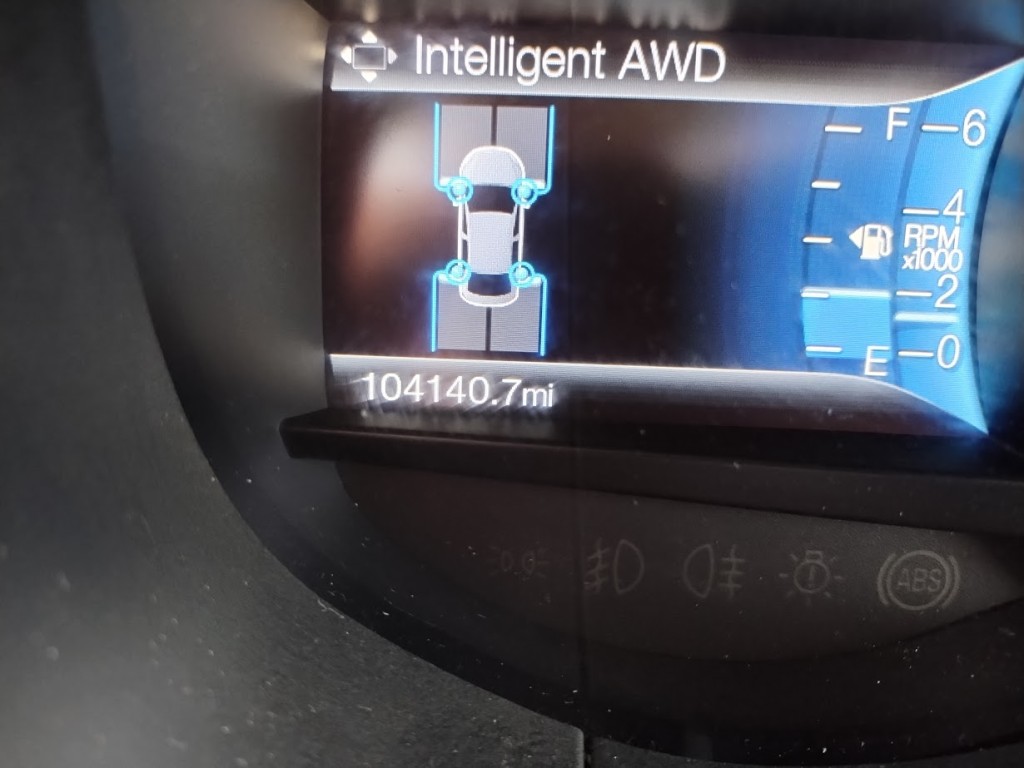 Intelligent AWD
F 6
4
RPM
x1000
2
E 0
104140.7mi
ABS